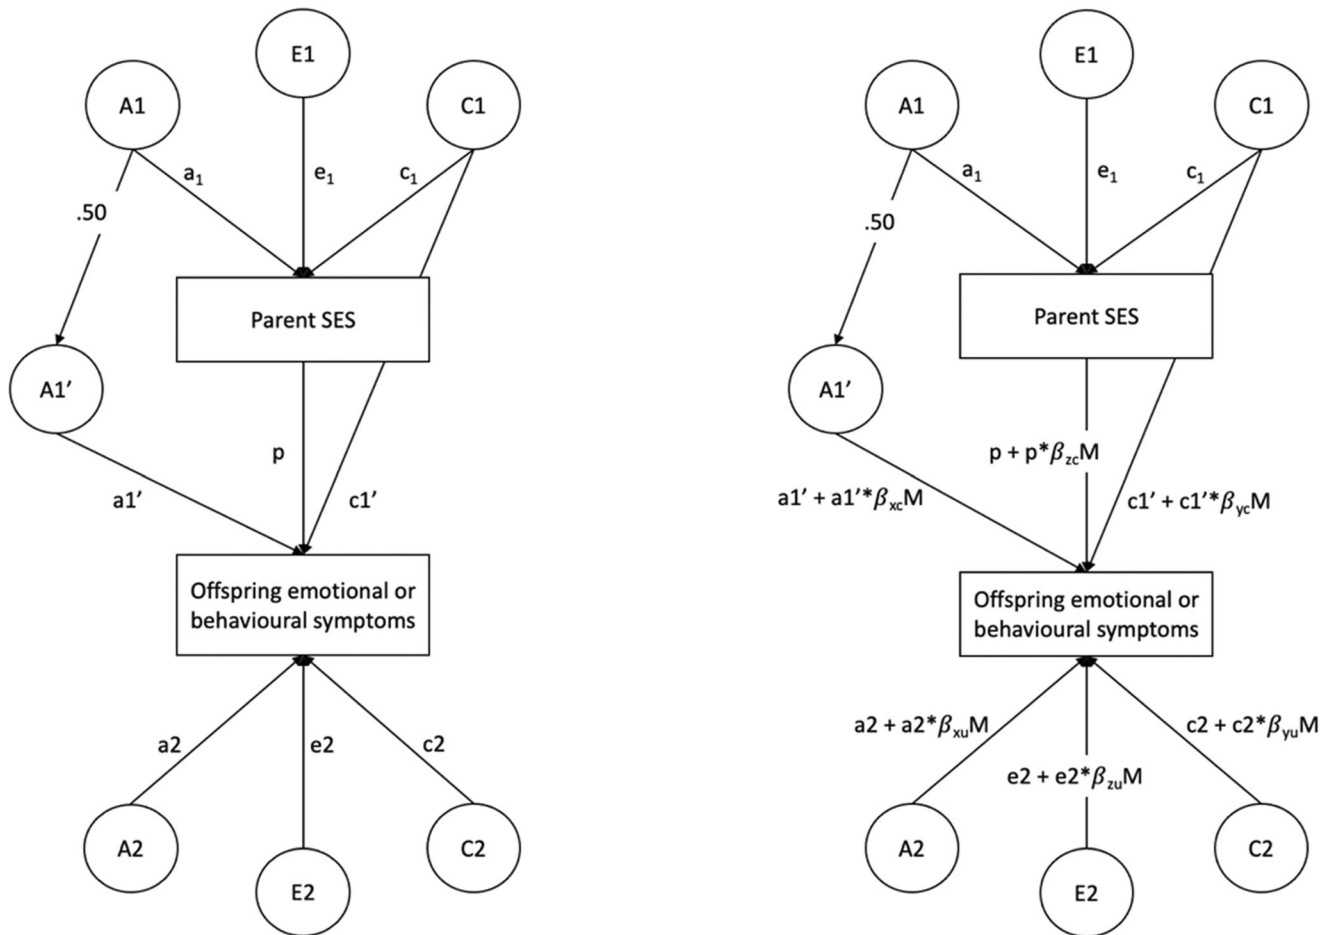 E1
A1
C1
a₁
e₁
c₁
.50
Parent SES
A1’
p
a1’
c1’
Offspring emotional or
behavioural symptoms
a2
e2
c2
A2
E2
C2
E1
A1
C1
a₁
e₁
c₁
.50
Parent SES
A1’
p + p*βzcM
a1’ + a1’*βxcM
c1’ + c1’*βycM
Offspring emotional or
behavioural symptoms
a2 + a2*βxuM
c2 + c2*βyuM
e2 + e2*βzuM
A2
C2
E2